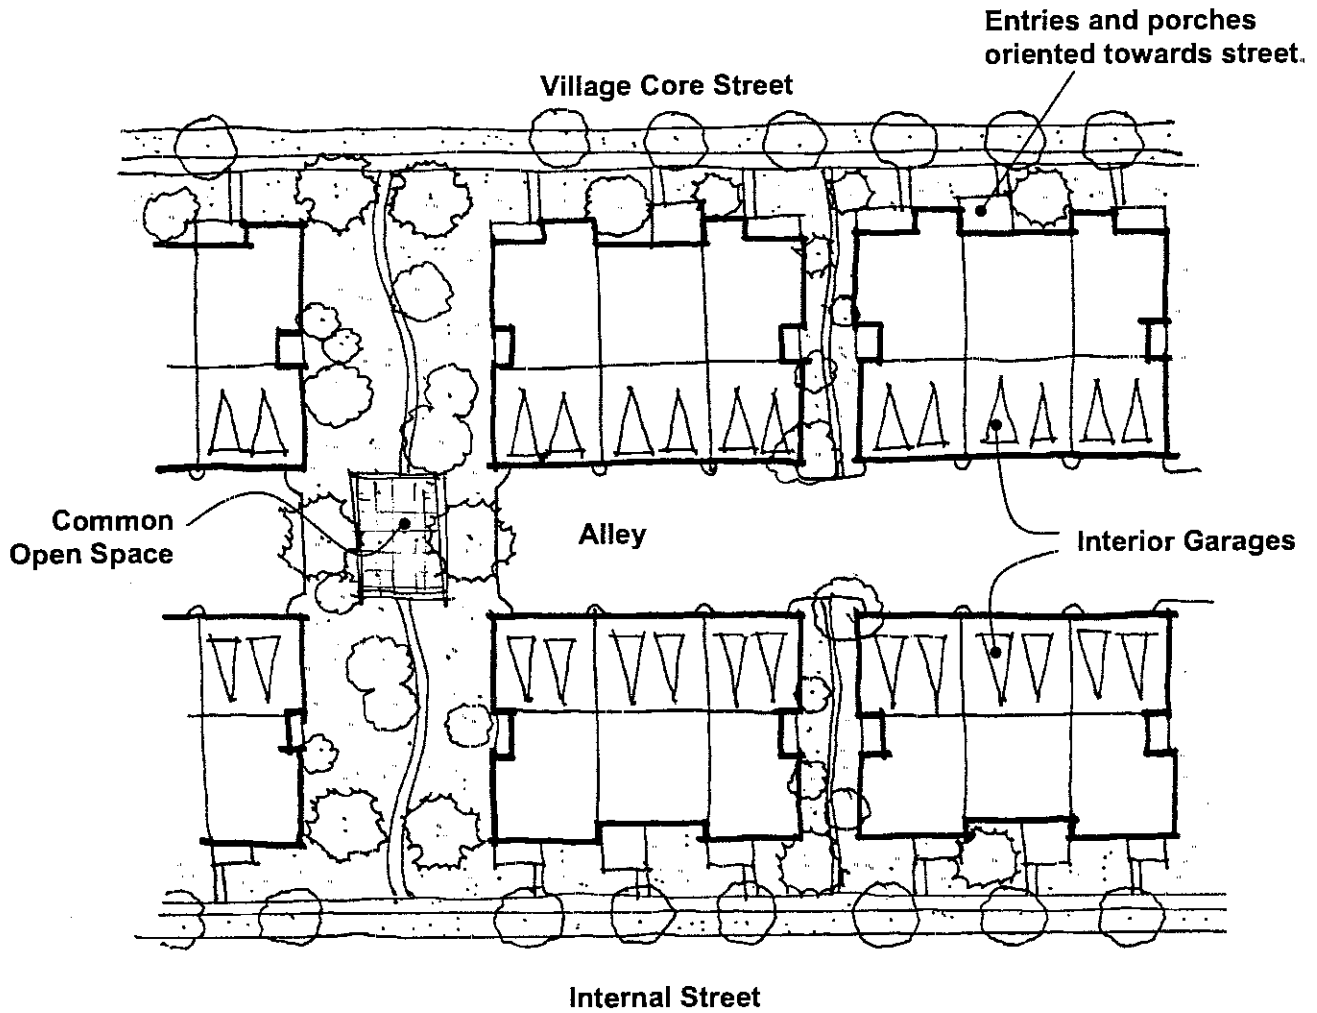 Entries and porches
oriented towards street.
Village Core Street
Common
Open Space
Alley
Interior Garages
Internal Street